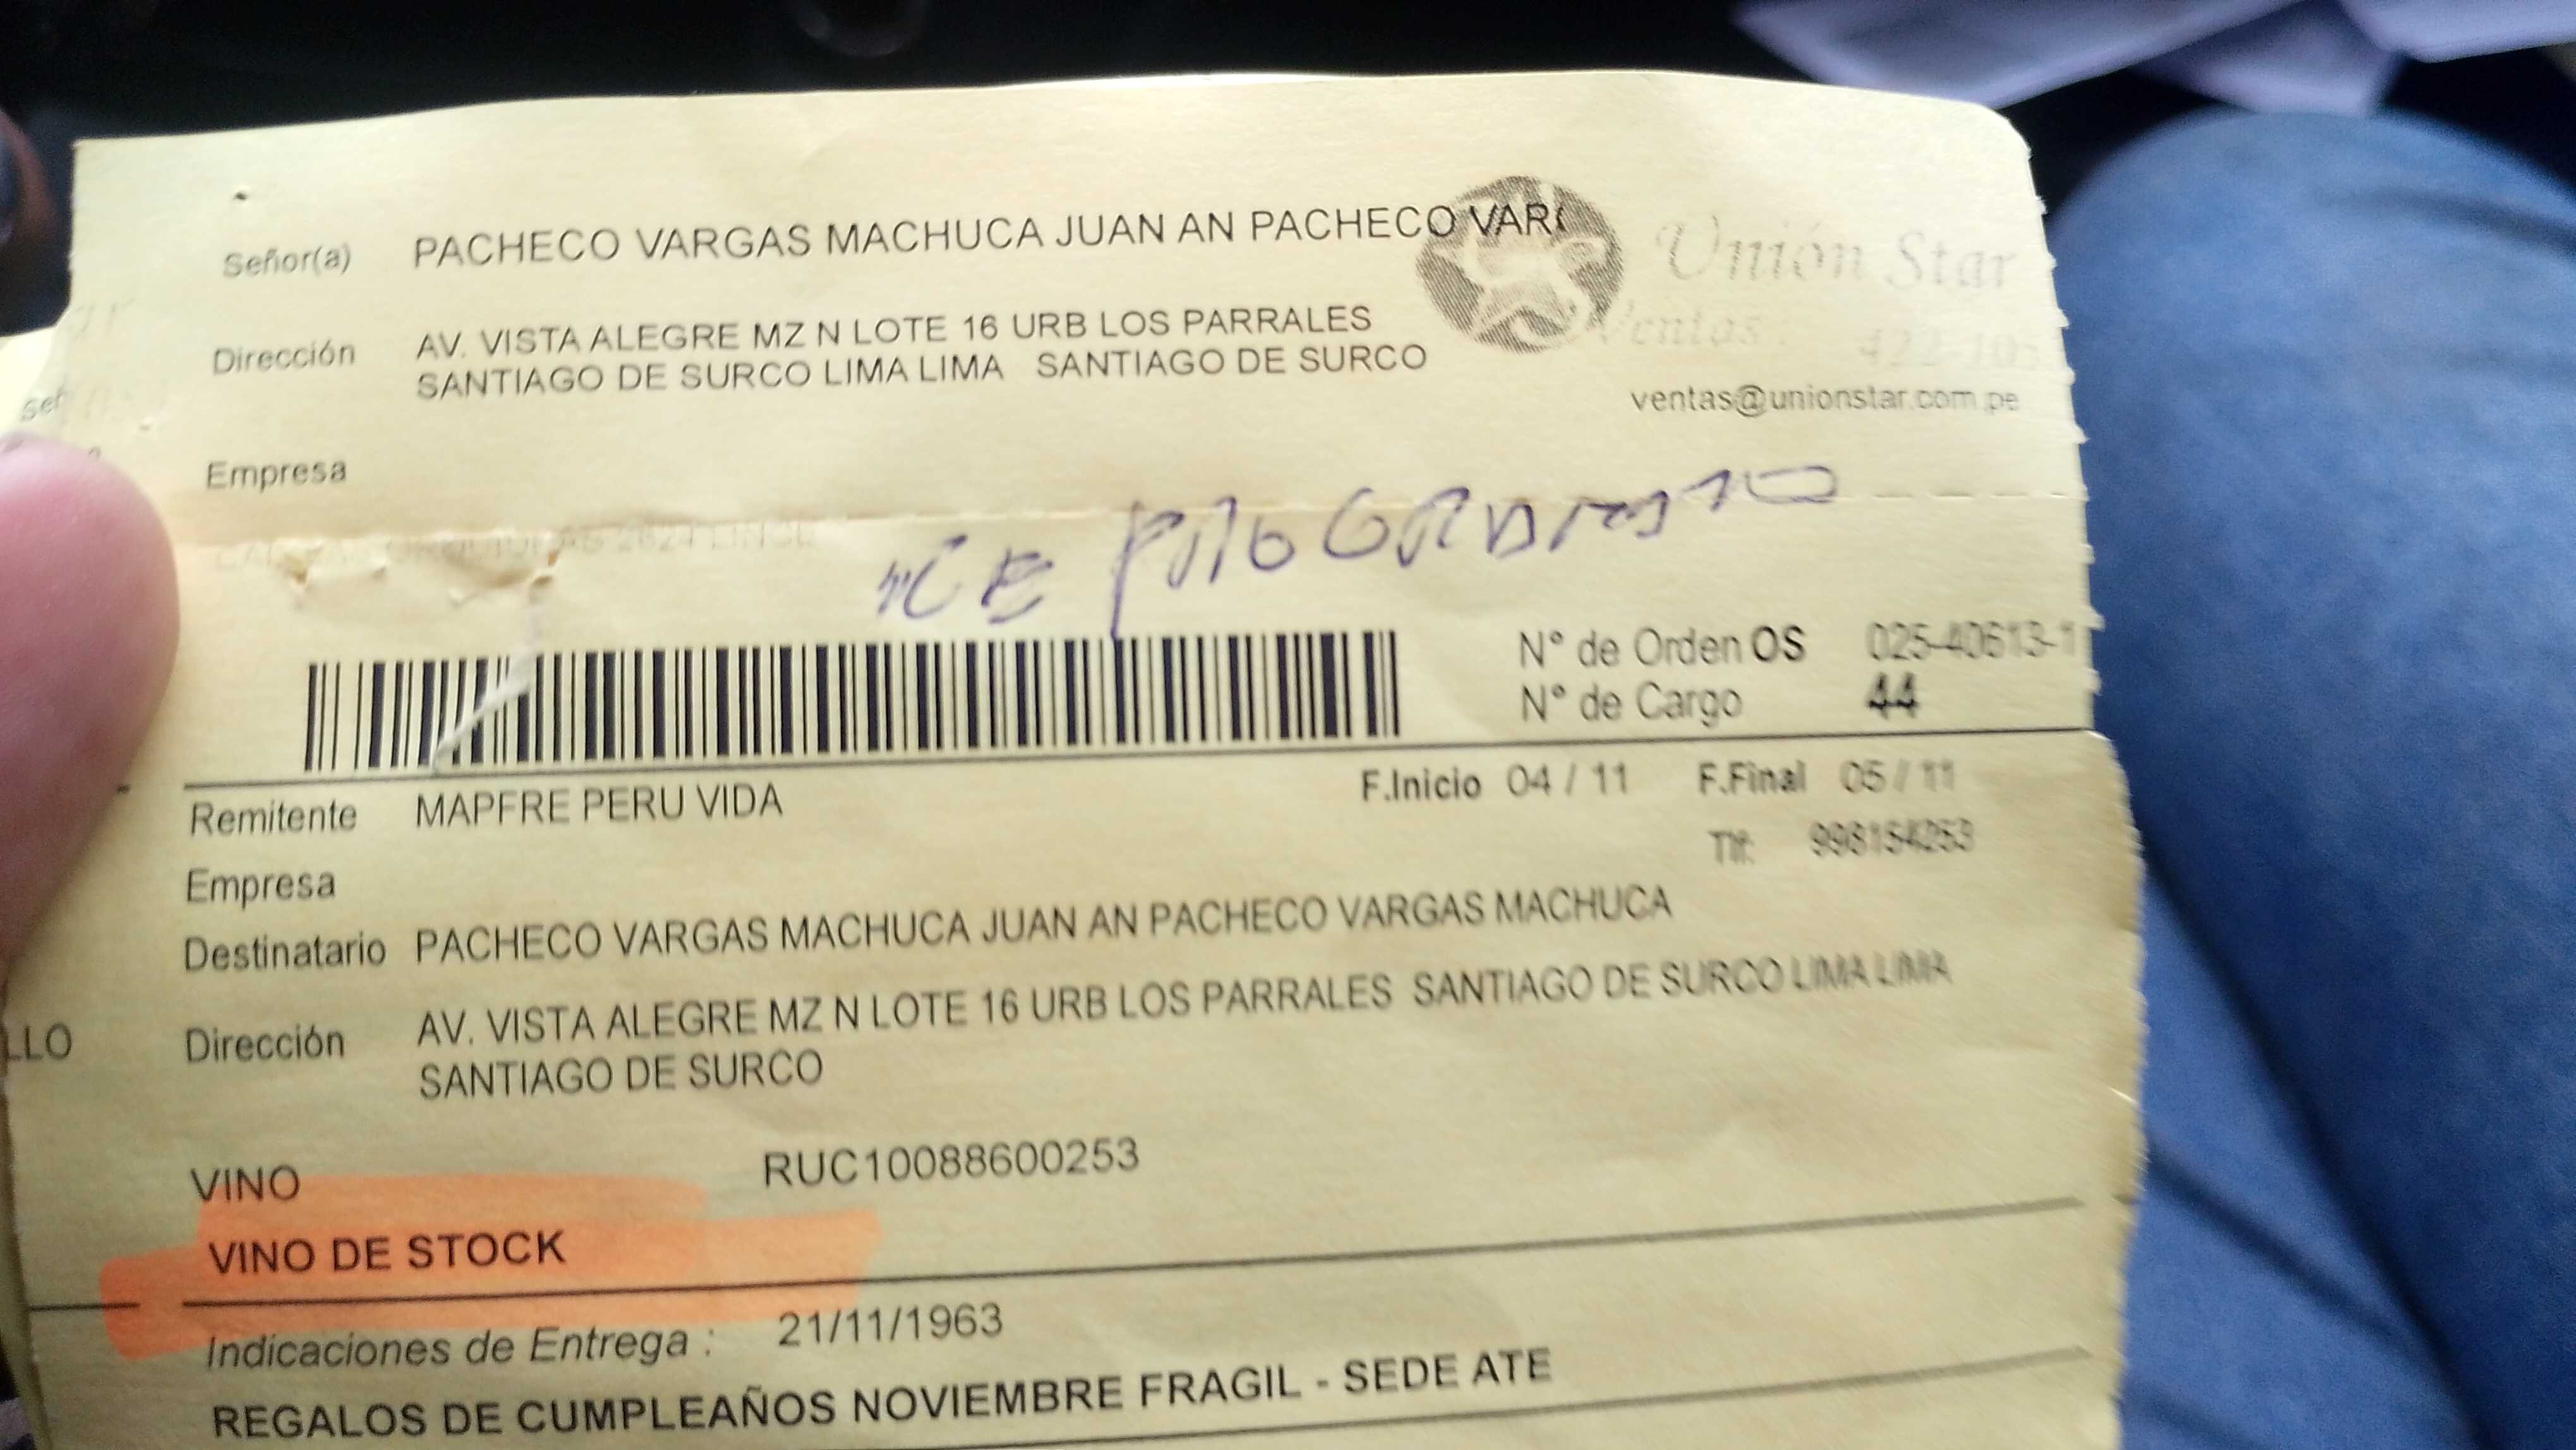 Señor(a) PACHECO VARGAS MACHUCA JUAN AN PACHECO VARG
Unión Star
Ventas
Dirección AV. VISTA ALEGRE MZ N LOTE 16 URB LOS PARRALES
SANTIAGO DE SURCO LIMA LIMA SANTIAGO DE SURCO
ventas@unionstar.com.pe
Empresa
N° de Orden OS 025-40613-1
N° de Cargo 44
F.Inicio 04 / 11 F.Final 05 / 11
Remitente MAPFRE PERU VIDA
Tlf: 998154253
Empresa
Destinatario PACHECO VARGAS MACHUCA JUAN AN PACHECO VARGAS MACHUCA
LLO
Dirección AV. VISTA ALEGRE MZ N LOTE 16 URB LOS PARRALES SANTIAGO DE SURCO LIMA LIMA
SANTIAGO DE SURCO
VINO RUC10088600253
VINO DE STOCK
Indicaciones de Entrega : 21/11/1963
REGALOS DE CUMPLEAÑOS NOVIEMBRE FRAGIL - SEDE ATE